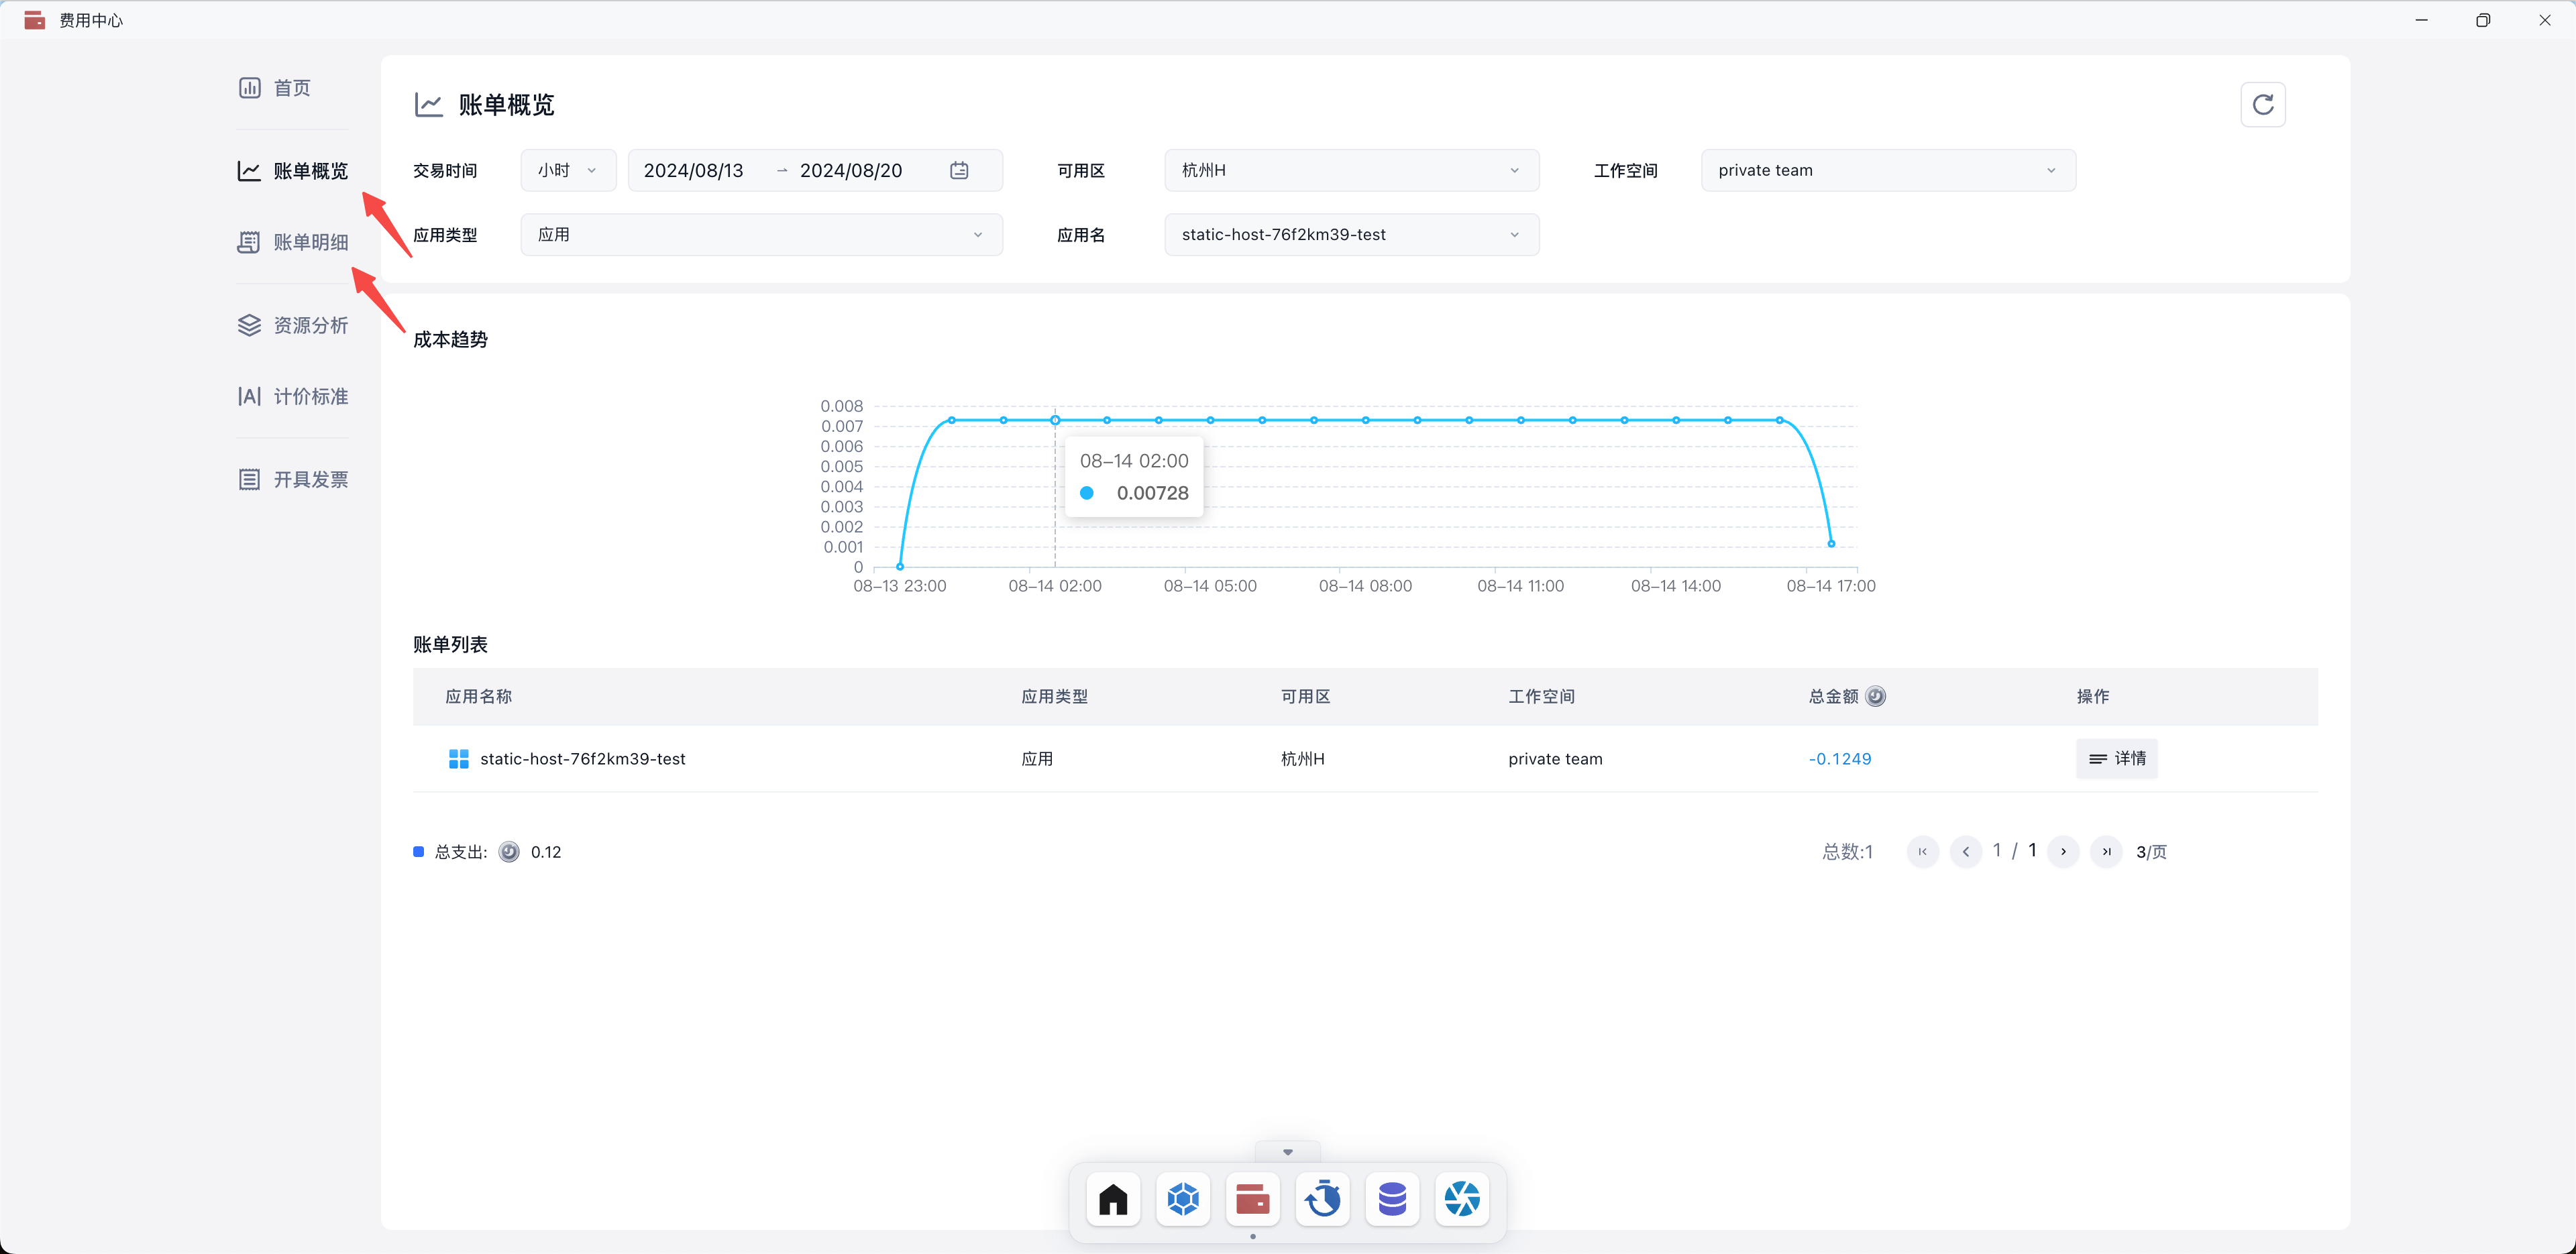 费用中心
首页
账单概览
账单明细
资源分析
|A| 计价标准
开具发票
账单概览
交易时间 小时 2024/08/13 → 2024/08/20 可用区 杭州H 工作空间 private team
应用类型 应用 应用名 static-host-76f2km39-test
成本趋势
0.008
0.007
0.006
0.005
0.004
0.003
0.002
0.001
0
08-14 02:00
0.00728
08-13 23:00 08-14 02:00 08-14 05:00 08-14 08:00 08-14 11:00 08-14 14:00 08-14 17:00
账单列表
应用名称 应用类型 可用区 工作空间 总金额 操作
static-host-76f2km39-test 应用 杭州H private team -0.1249 详情
总支出: 0.12 总数:1 1 / 1 3/页